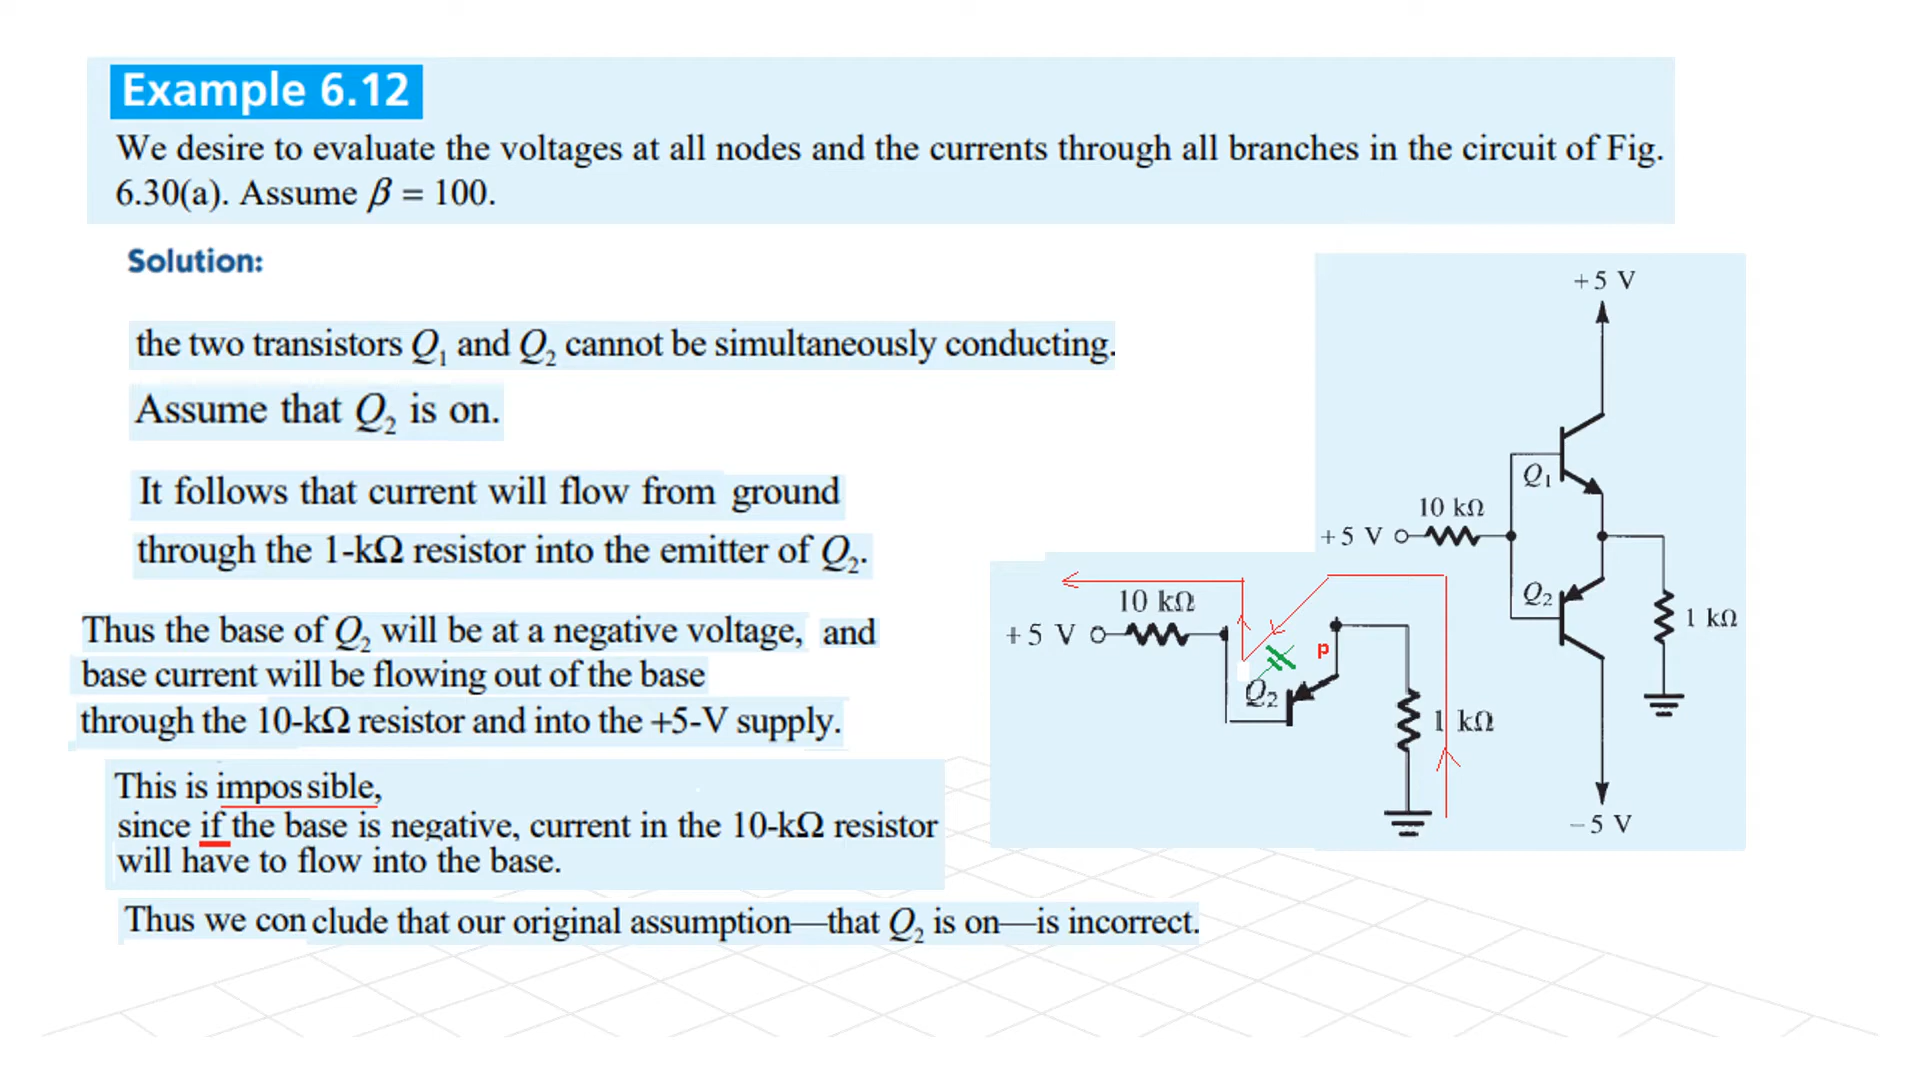 Example 6.12
We desire to evaluate the voltages at all nodes and the currents through all branches in the circuit of Fig.
6.30(a). Assume β = 100.
Solution:
the two transistors Q₁ and Q₂ cannot be simultaneously conducting.
Assume that Q₂ is on.
It follows that current will flow from ground
through the 1-kΩ resistor into the emitter of Q₂.
Thus the base of Q₂ will be at a negative voltage, and
base current will be flowing out of the base
through the 10-kΩ resistor and into the +5-V supply.
This is impossible,
since if the base is negative, current in the 10-kΩ resistor
will have to flow into the base.
Thus we conclude that our original assumption—that Q₂ is on—is incorrect.
10 kΩ
+5 V
P
Q₂
1 kΩ
+5 V
Q₁
10 kΩ
+5 V
Q₂
1 kΩ
−5 V